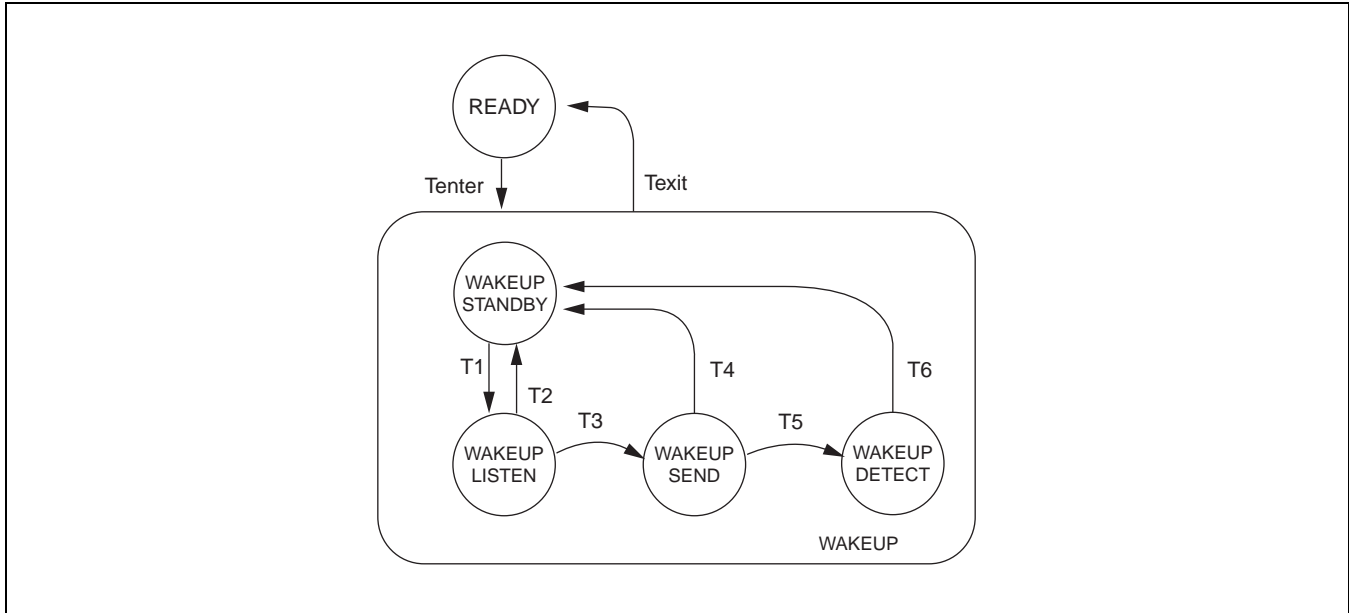 READY
Tenter
Texit
WAKEUP
STANDBY
T1
T2
T3
T4
T5
T6
WAKEUP
LISTEN
WAKEUP
SEND
WAKEUP
DETECT
WAKEUP